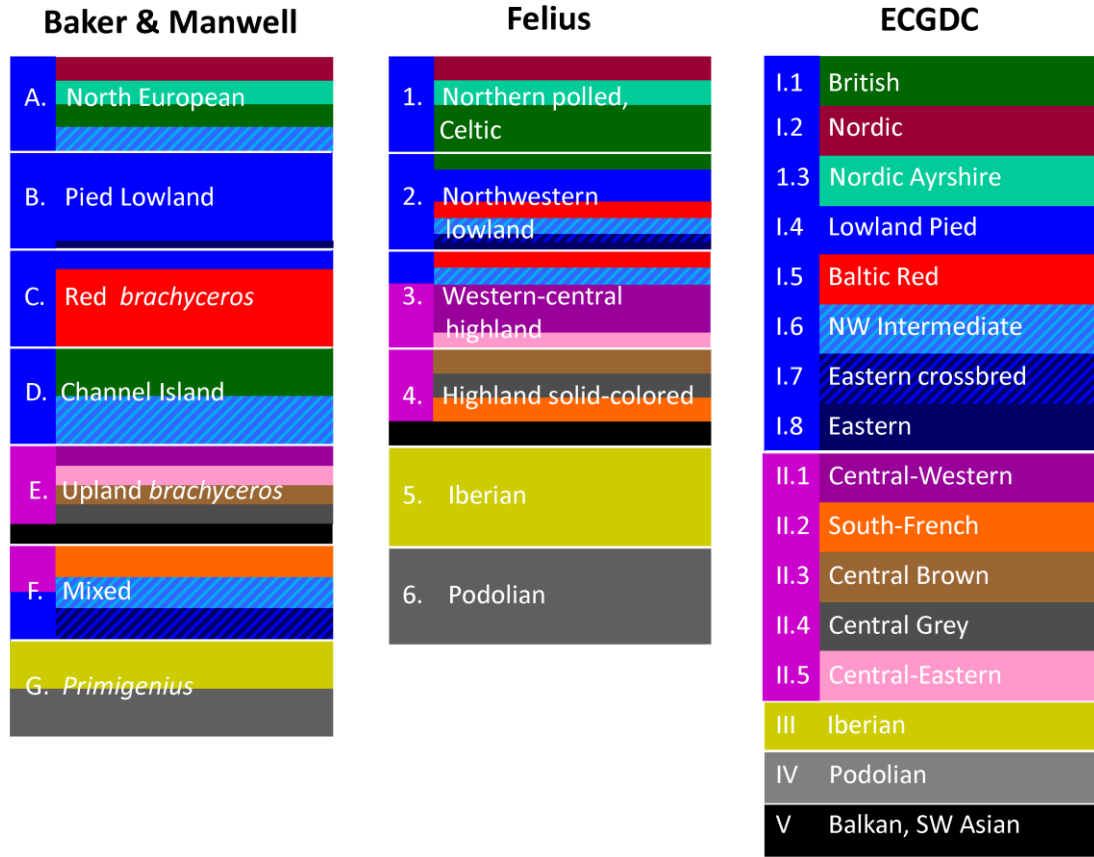 Baker & Manwell
A. North European
B. Pied Lowland
C. Red brachyceros
D. Channel Island
E. Upland brachyceros
F. Mixed
G. Primigenius
Felius
1. Northern polled,
Celtic
2. Northwestern
lowland
3. Western-central
highland
4. Highland solid-colored
5. Iberian
6. Podolian
ECGDC
I.1 British
I.2 Nordic
1.3 Nordic Ayrshire
I.4 Lowland Pied
I.5 Baltic Red
I.6 NW Intermediate
I.7 Eastern crossbred
I.8 Eastern
II.1 Central-Western
II.2 South-French
II.3 Central Brown
II.4 Central Grey
II.5 Central-Eastern
III Iberian
IV Podolian
V Balkan, SW Asian